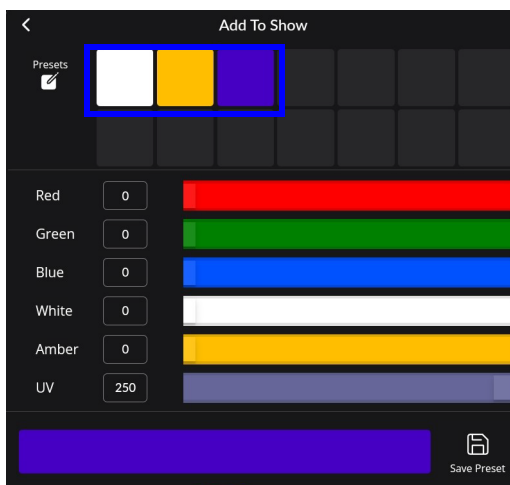 Add To Show
Presets
Red 0
Green 0
Blue 0
White 0
Amber 0
UV 250
Save Preset